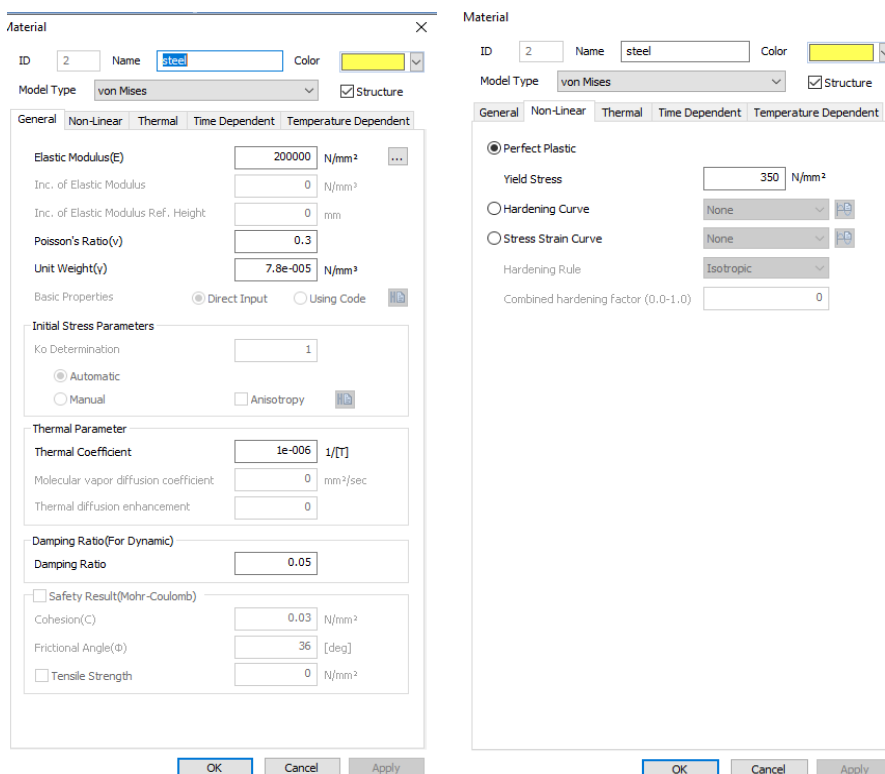 Material
ID 2 Name steel Color
Model Type von Mises Structure
General Non-Linear Thermal Time Dependent Temperature Dependent
Elastic Modulus(E) 200000 N/mm² ...
Inc. of Elastic Modulus 0 N/mm³
Inc. of Elastic Modulus Ref. Height 0 mm
Poisson's Ratio(ν) 0.3
Unit Weight(γ) 7.8e-005 N/mm³
Basic Properties Direct Input Using Code
Initial Stress Parameters
Ko Determination 1
Automatic
Manual Anisotropy
Thermal Parameter
Thermal Coefficient 1e-006 1/[T]
Molecular vapor diffusion coefficient 0 mm²/sec
Thermal diffusion enhancement 0
Damping Ratio(For Dynamic)
Damping Ratio 0.05
Safety Result(Mohr-Coulomb)
Cohesion(C) 0.03 N/mm²
Frictional Angle(Φ) 36 [deg]
Tensile Strength 0 N/mm²
OK Cancel Apply
Material
ID 2 Name steel Color
Model Type von Mises Structure
General Non-Linear Thermal Time Dependent Temperature Dependent
Perfect Plastic
Yield Stress 350 N/mm²
Hardening Curve None
Stress Strain Curve None
Hardening Rule Isotropic
Combined hardening factor (0.0-1.0) 0
OK Cancel Apply